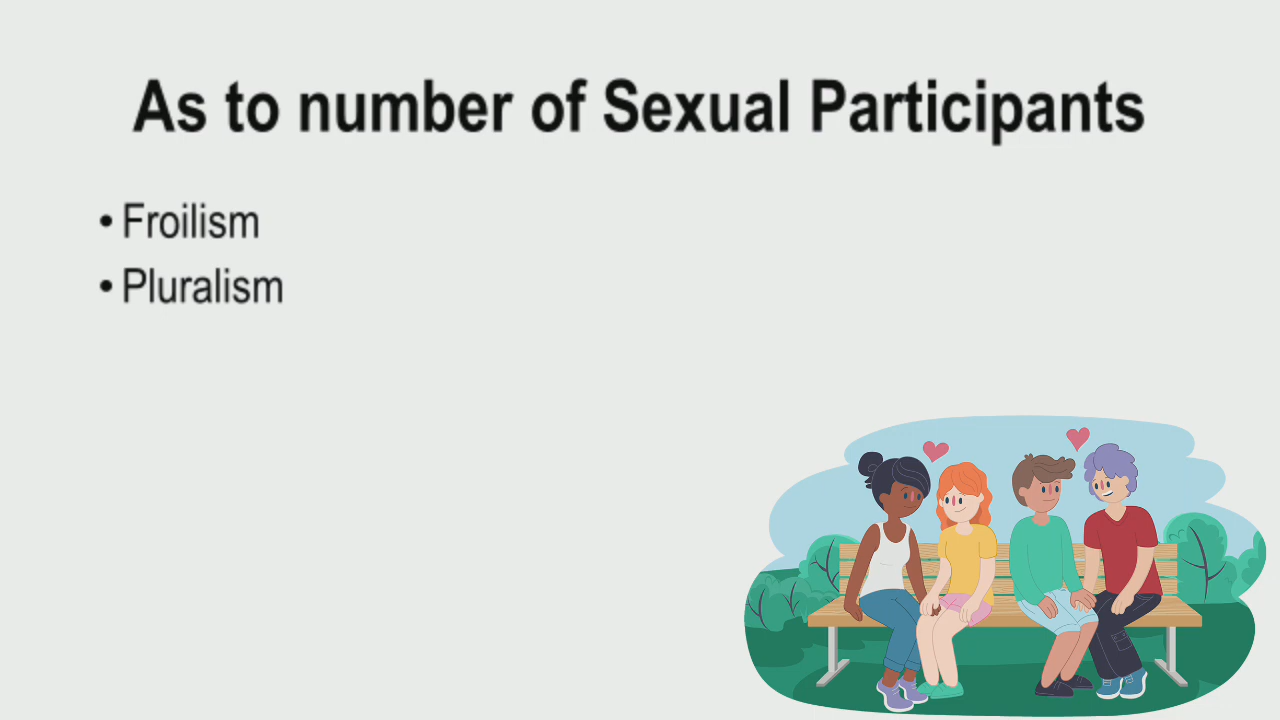 As to number of Sexual Participants
• Froilism
• Pluralism